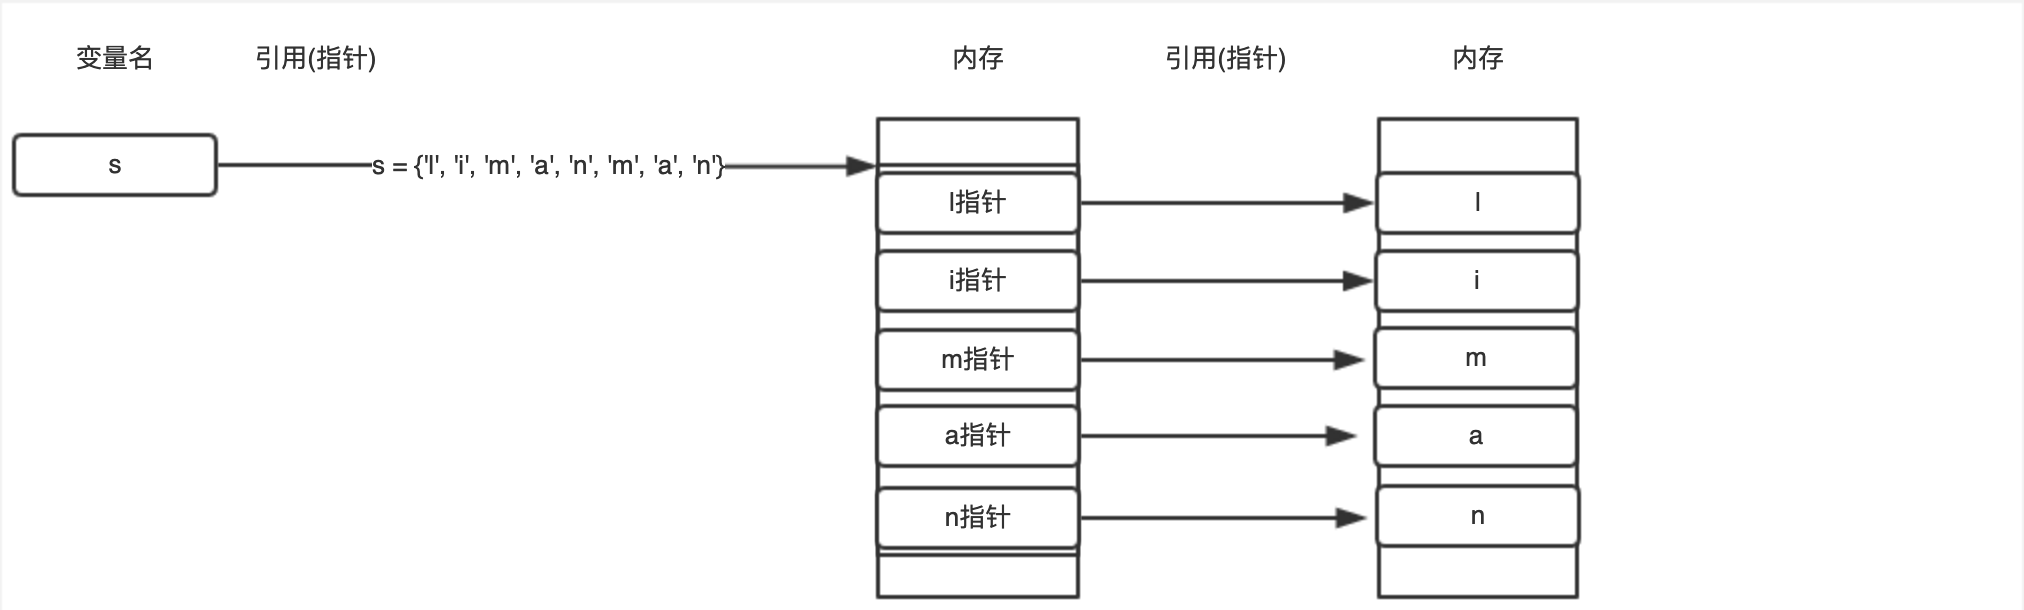 变量名 引用(指针) 内存 引用(指针) 内存
s s = {'l', 'i', 'm', 'a', 'n', 'm', 'a', 'n'}
l指针 l
i指针 i
m指针 m
a指针 a
n指针 n